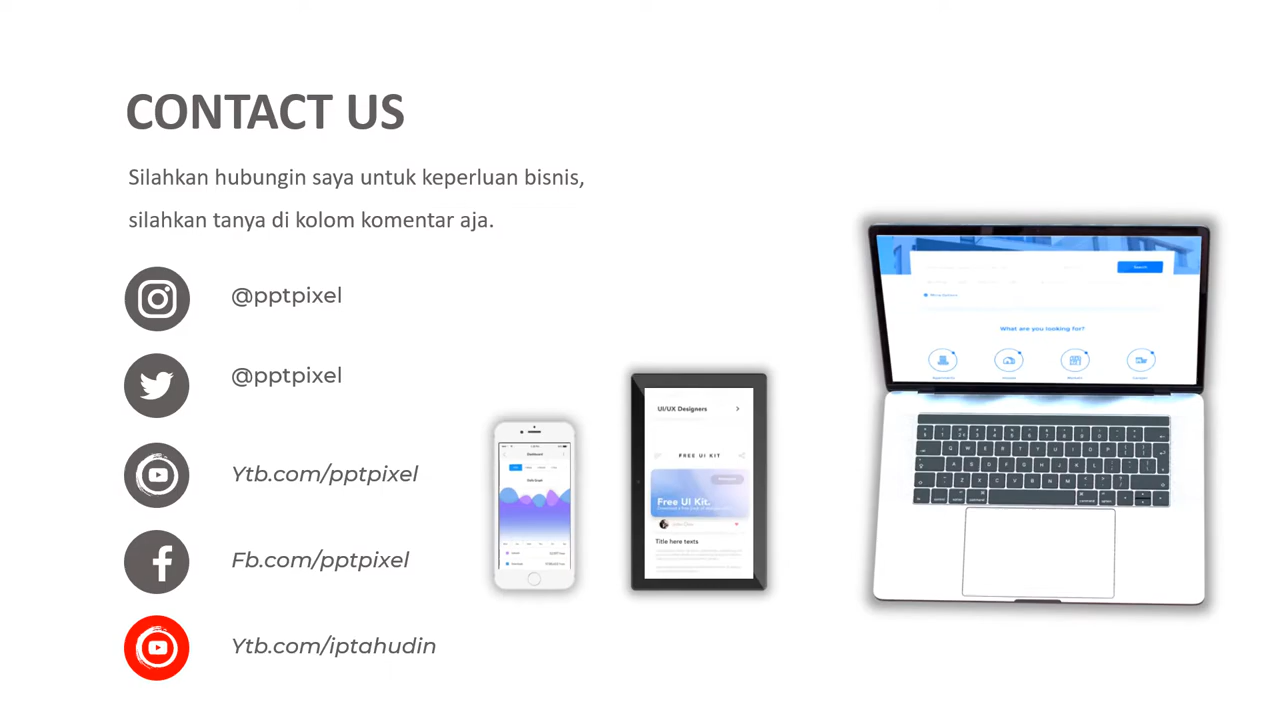 CONTACT US
Silahkan hubungin saya untuk keperluan bisnis,
silahkan tanya di kolom komentar aja.
@pptpixel
@pptpixel
Ytb.com/pptpixel
Fb.com/pptpixel
Ytb.com/iptahudin
Dashboard
UI/UX Designers
FREE UI KIT
Free UI Kit.
Title here texts
What are you looking for?